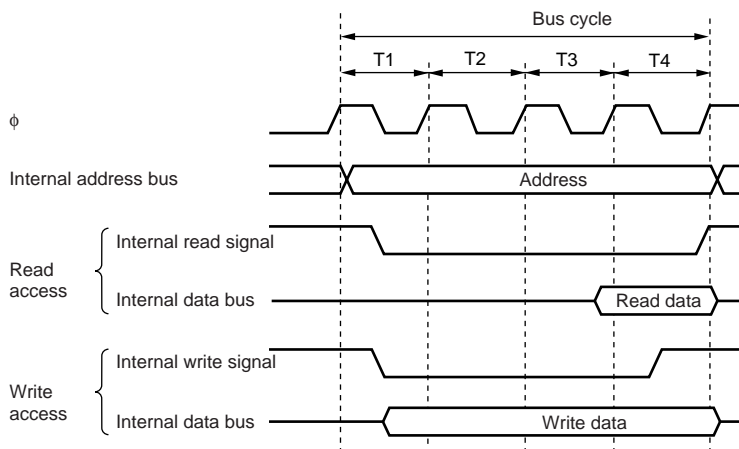 Bus cycle
T1 T2 T3 T4
ϕ
Internal address bus Address
Read access
Internal read signal
Internal data bus Read data
Write access
Internal write signal
Internal data bus Write data